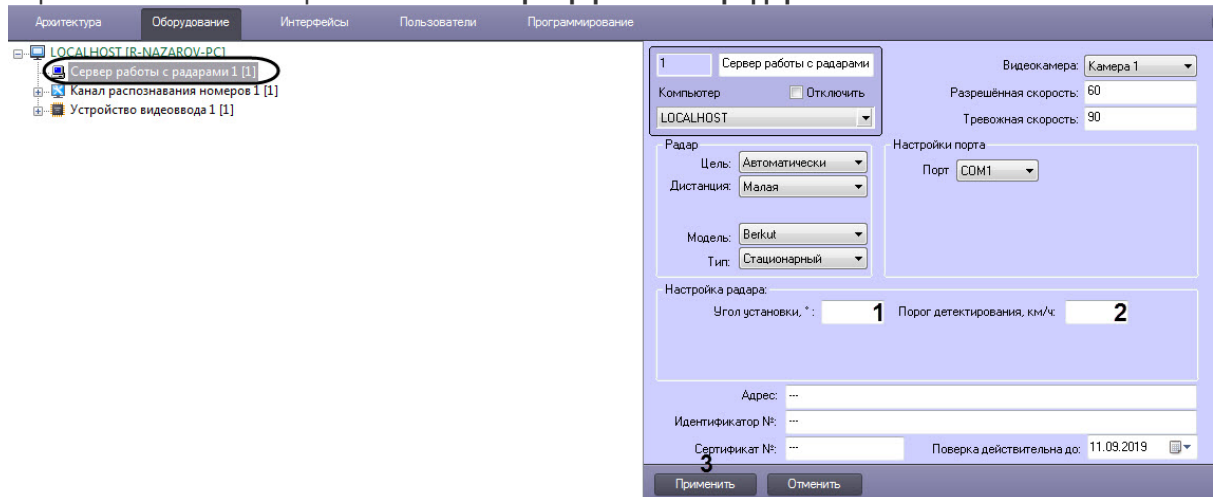 Архитектура Оборудование Интерфейсы Пользователи Программирование
LOCALHOST [R-NAZAROV-PC]
Сервер работы с радарами 1 [1]
Канал распознавания номеров 1 [1]
Устройство видеоввода 1 [1]
1 Сервер работы с радарами
Компьютер Отключить
LOCALHOST
Видеокамера: Камера 1
Разрешённая скорость: 60
Тревожная скорость: 90
Радар
Цель: Автоматически
Дистанция: Малая
Модель: Berkut
Тип: Стационарный
Настройки порта
Порт COM1
Настройка радара:
Угол установки, ° : 1 Порог детектирования, км/ч: 2
Адрес: ---
Идентификатор №: ---
Сертификат №: --- Поверка действительна до: 11.09.2019
3
Применить Отменить